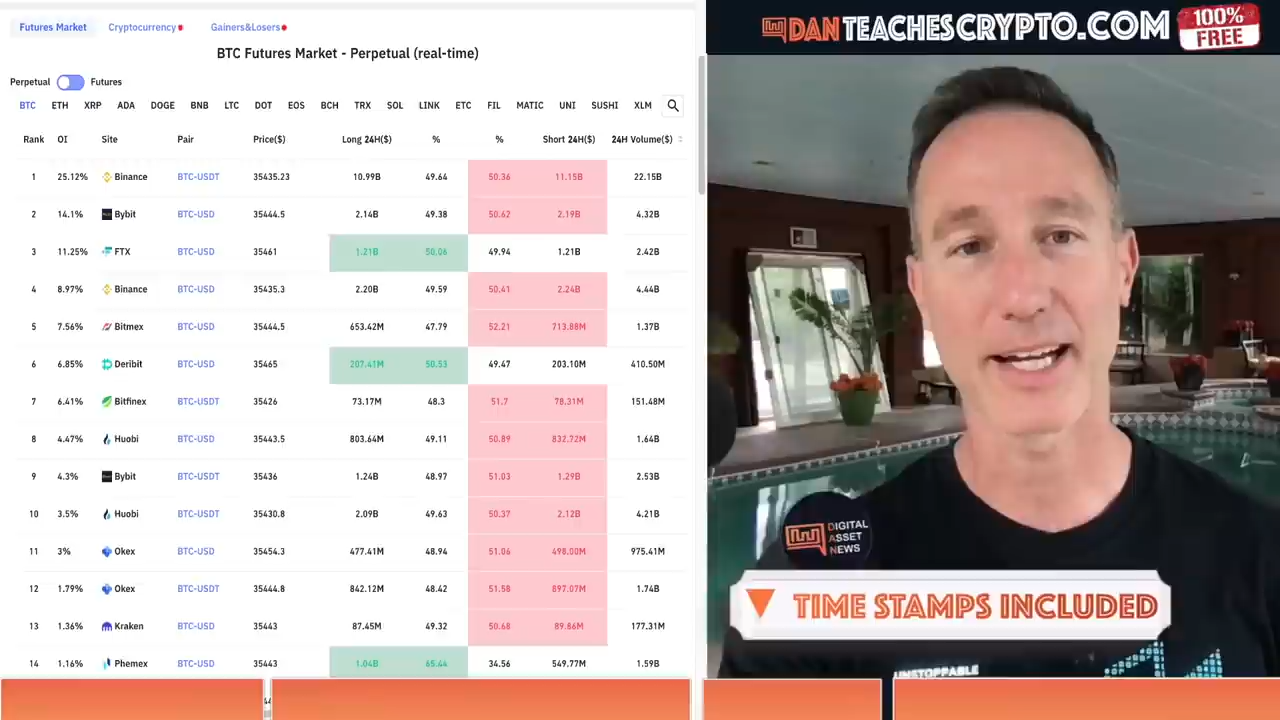 Futures Market Cryptocurrency Gainers&Losers
BTC Futures Market - Perpetual (real-time)
Perpetual Futures
BTC ETH XRP ADA DOGE BNB LTC DOT EOS BCH TRX SOL LINK ETC FIL MATIC UNI SUSHI XLM
Rank OI Site Pair Price($) Long 24H($) % % Short 24H($) 24H Volume($)
1 25.12% Binance BTC-USDT 35435.23 10.99B 49.64 50.36 11.15B 22.15B
2 14.1% Bybit BTC-USD 35444.5 2.14B 49.38 50.62 2.19B 4.32B
3 11.25% FTX BTC-USD 35461 1.21B 50.06 49.94 1.21B 2.42B
4 8.97% Binance BTC-USD 35435.3 2.20B 49.59 50.41 2.24B 4.44B
5 7.56% Bitmex BTC-USD 35444.5 653.42M 47.79 52.21 713.88M 1.37B
6 6.85% Deribit BTC-USD 35465 207.41M 50.53 49.47 203.10M 410.50M
7 6.41% Bitfinex BTC-USD 35426 73.17M 48.3 51.7 78.31M 151.48M
8 4.47% Huobi BTC-USD 35443.5 803.64M 49.11 50.89 832.72M 1.64B
9 4.3% Bybit BTC-USDT 35436 1.24B 48.97 51.03 1.29B 2.53B
10 3.5% Huobi BTC-USDT 35430.8 2.09B 49.63 50.37 2.12B 4.21B
11 3% Okex BTC-USD 35454.3 477.41M 48.94 51.06 498.00M 975.41M
12 1.79% Okex BTC-USDT 35444.8 842.12M 48.42 51.58 897.07M 1.74B
13 1.36% Kraken BTC-USD 35443 87.45M 49.32 50.68 89.86M 177.31M
14 1.16% Phemex BTC-USD 35443 1.04B 65.44 34.56 549.77M 1.59B
DANTEACHESCRYPTO.COM
100%
FREE
DIGITAL
ASSET
NEWS
TIME STAMPS INCLUDED
UNSTOPPABLE